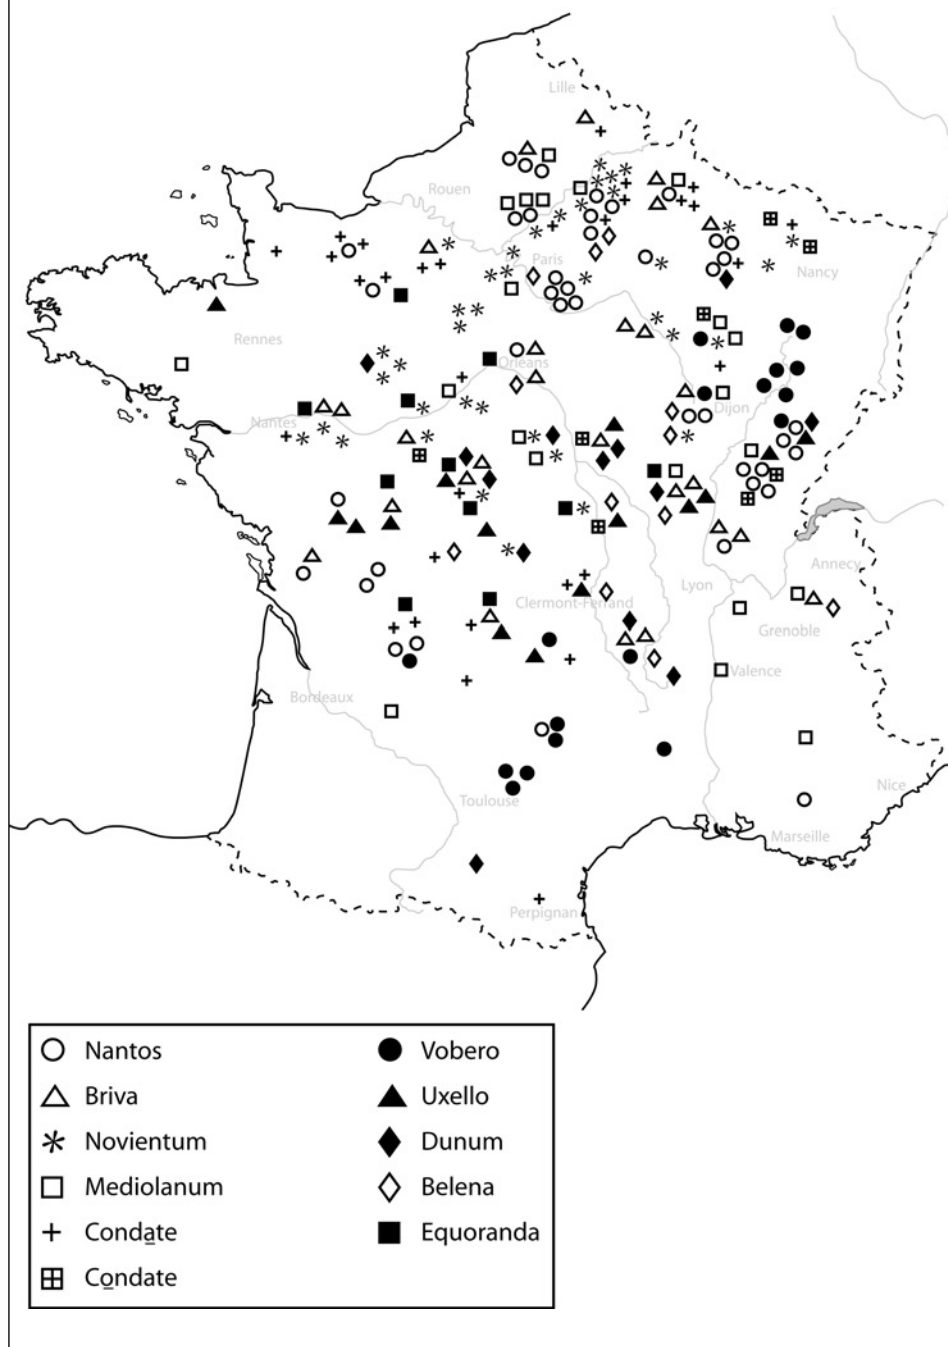 Lille
Rouen
Paris
Nancy
Rennes
Orléans
Nantes
Dijon
Annecy
Lyon
Clermont-Ferrand
Grenoble
Valence
Bordeaux
Nice
Toulouse
Marseille
Perpignan
Nantos
Briva
Novientum
Mediolanum
Condate
Condate
Vobero
Uxello
Dunum
Belena
Equoranda